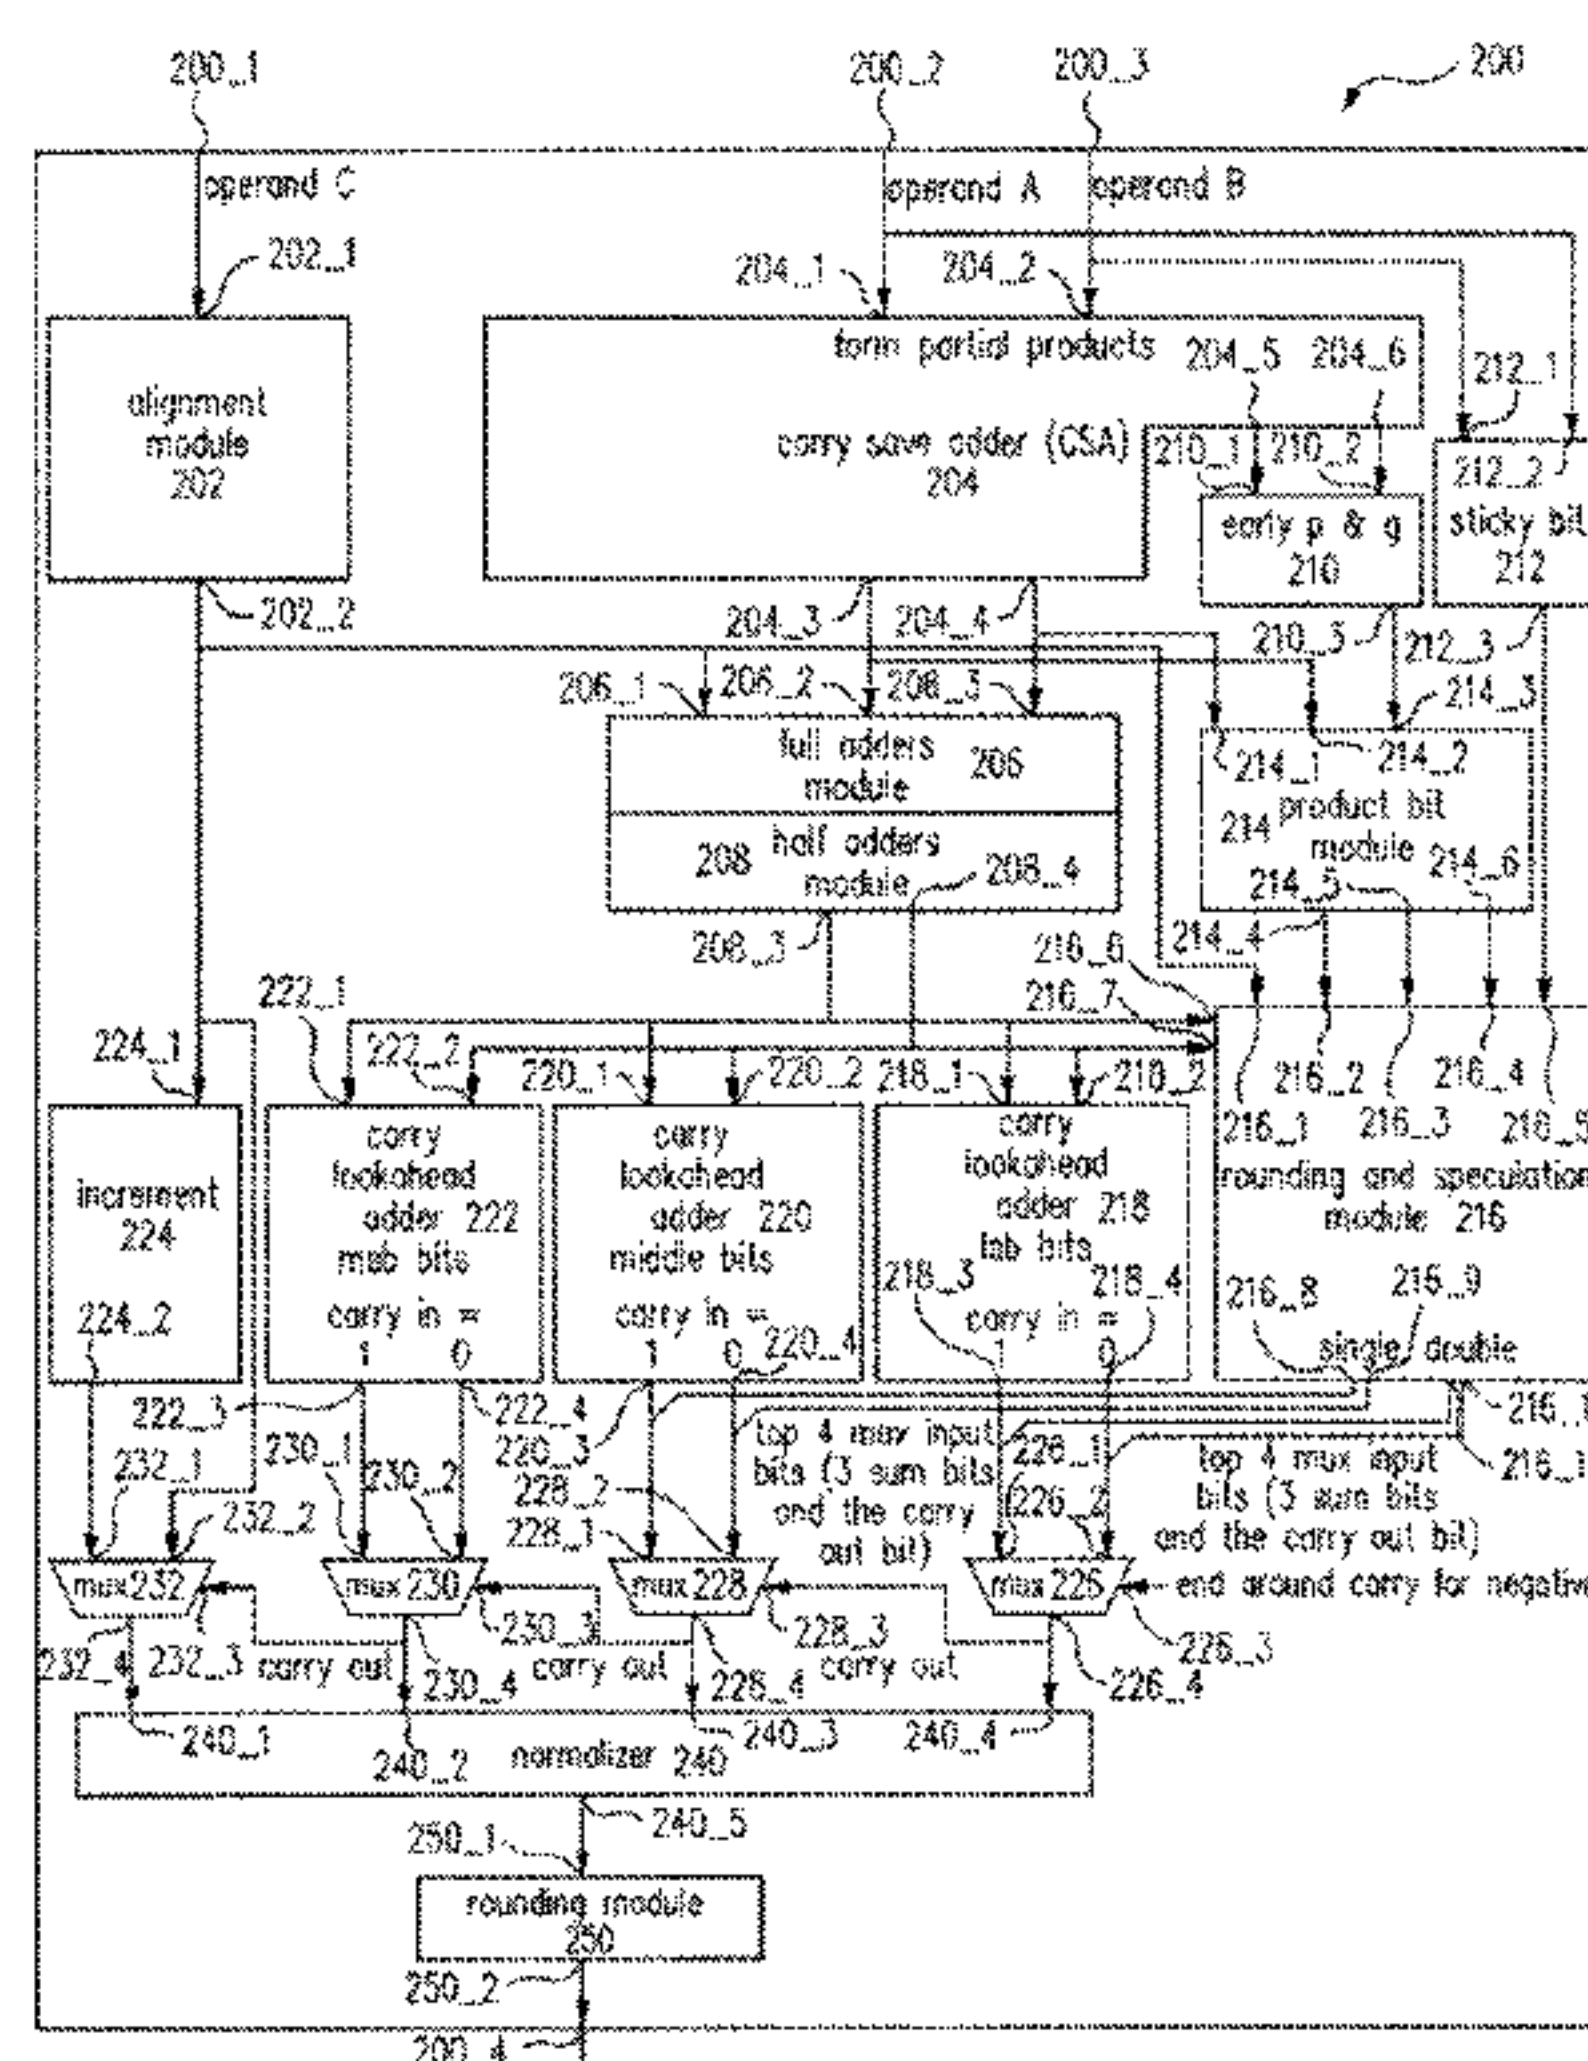 200_1
200_2
200_3
200
operand C
operand A
operand B
202_1
204_1
204_2
form partial products
204_5
204_6
212_1
alignment
module
202
carry save adder (CSA)
204
210_1
210_2
212_2
early p & g
210
sticky bit
212
202_2
204_3
204_4
210_3
212_3
206_1
206_2
206_3
214_3
full adders
module
206
214_1
214_2
product bit
module
214
208
half adders
module
208_4
214_5
214_6
208_3
214_4
216_6
216_7
222_1
224_1
222_2
220_1
220_2
218_1
218_2
216_2
216_4
216_1
216_3
216_5
increment
224
carry
lookahead
adder 222
msb bits
carry in =
1
0
carry
lookahead
adder 220
middle bits
carry in =
1
0
220_4
carry
lookahead
adder 218
lsb bits
218_3
218_4
carry in =
1
0
rounding and speculation
module 216
216_8
216_9
single
double
224_2
222_3
222_4
220_3
top 4 mux input
bits (3 sum bits
and the carry
out bit)
226_1
226_2
top 4 mux input
bits (3 sum bits
and the carry out bit)
216_1
216_1
232_1
230_1
230_2
228_2
228_1
232_2
mux 232
mux 230
mux 228
mux 226
end around carry for negative
232_4
232_3
carry out
230_4
230_3
carry out
228_4
228_3
carry out
226_4
226_3
240_1
240_2
normalizer 240
240_3
240_4
240_5
250_1
rounding module
250
250_2
200_4